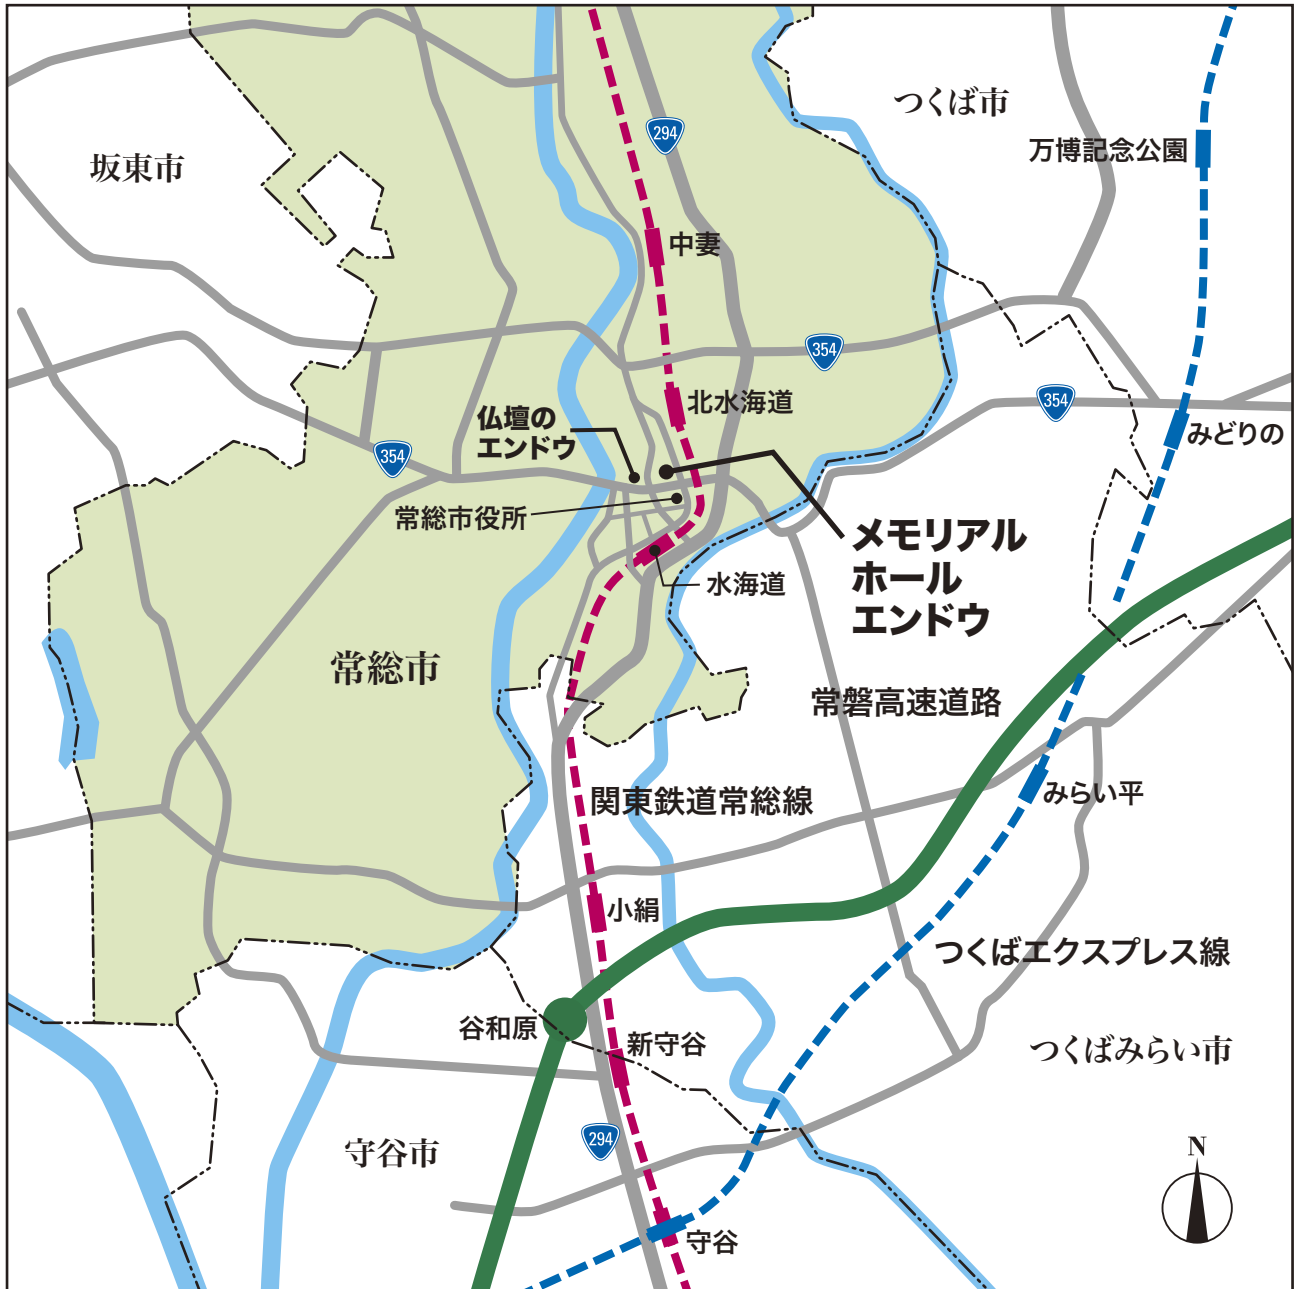 つくば市
294
万博記念公園
坂東市
中妻
354
北水海道
354
仏壇の
エンドウ
みどりの
354
常総市役所
メモリアル
ホール
エンドウ
水海道
常総市
常磐高速道路
みらい平
関東鉄道常総線
小絹
つくばエクスプレス線
谷和原
新守谷
つくばみらい市
294
守谷市
N
守谷